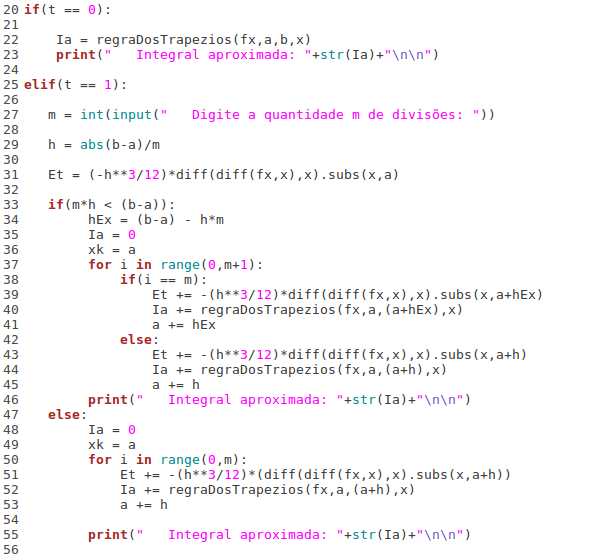 20 if(t == 0):
21
22     Ia = regraDosTrapezios(fx,a,b,x)
23     print("   Integral aproximada: "+str(Ia)+"\n\n")
24
25 elif(t == 1):
26
27    m = int(input("   Digite a quantidade m de divisões: "))
28
29    h = abs(b-a)/m
30
31    Et = (-h**3/12)*diff(diff(fx,x),x).subs(x,a)
32
33    if(m*h < (b-a)):
34         hEx = (b-a) - h*m
35         Ia = 0
36         xk = a
37         for i in range(0,m+1):
38             if(i == m):
39                 Et += -(h**3/12)*diff(diff(fx,x),x).subs(x,a+hEx)
40                 Ia += regraDosTrapezios(fx,a,(a+hEx),x)
41                 a += hEx
42             else:
43                 Et += -(h**3/12)*diff(diff(fx,x),x).subs(x,a+h)
44                 Ia += regraDosTrapezios(fx,a,(a+h),x)
45                 a += h
46         print("   Integral aproximada: "+str(Ia)+"\n\n")
47    else:
48         Ia = 0
49         xk = a
50         for i in range(0,m):
51             Et += -(h**3/12)*(diff(diff(fx,x),x).subs(x,a+h))
52             Ia += regraDosTrapezios(fx,a,(a+h),x)
53             a += h
54
55         print("   Integral aproximada: "+str(Ia)+"\n\n")
56